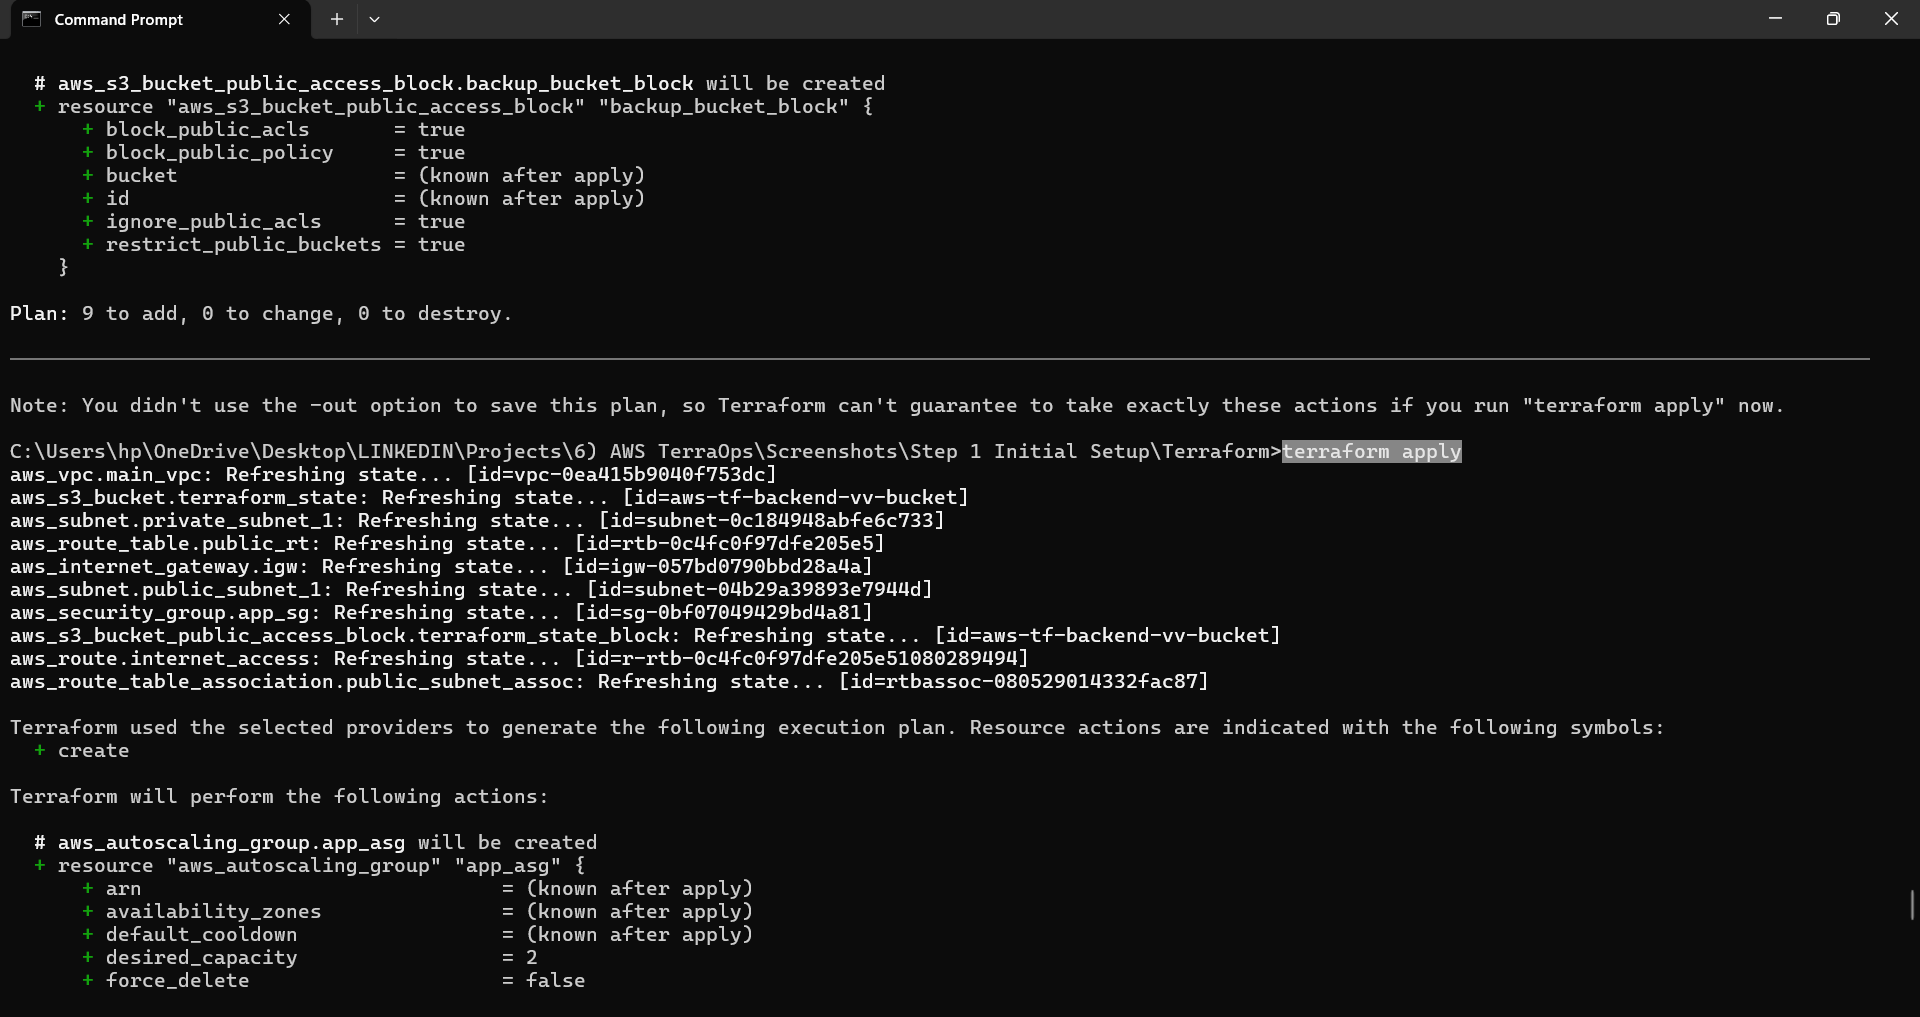 Command Prompt
# aws_s3_bucket_public_access_block.backup_bucket_block will be created
+ resource "aws_s3_bucket_public_access_block" "backup_bucket_block" {
+ block_public_acls = true
+ block_public_policy = true
+ bucket = (known after apply)
+ id = (known after apply)
+ ignore_public_acls = true
+ restrict_public_buckets = true
}
Plan: 9 to add, 0 to change, 0 to destroy.
Note: You didn't use the -out option to save this plan, so Terraform can't guarantee to take exactly these actions if you run "terraform apply" now.
C:\Users\hp\OneDrive\Desktop\LINKEDIN\Projects\6) AWS TerraOps\Screenshots\Step 1 Initial Setup\Terraform>terraform apply
aws_vpc.main_vpc: Refreshing state... [id=vpc-0ea415b9040f753dc]
aws_s3_bucket.terraform_state: Refreshing state... [id=aws-tf-backend-vv-bucket]
aws_subnet.private_subnet_1: Refreshing state... [id=subnet-0c184948abfe6c733]
aws_route_table.public_rt: Refreshing state... [id=rtb-0c4fc0f97dfe205e5]
aws_internet_gateway.igw: Refreshing state... [id=igw-057bd0790bbd28a4a]
aws_subnet.public_subnet_1: Refreshing state... [id=subnet-04b29a39893e7944d]
aws_security_group.app_sg: Refreshing state... [id=sg-0bf07049429bd4a81]
aws_s3_bucket_public_access_block.terraform_state_block: Refreshing state... [id=aws-tf-backend-vv-bucket]
aws_route.internet_access: Refreshing state... [id=r-rtb-0c4fc0f97dfe205e51080289494]
aws_route_table_association.public_subnet_assoc: Refreshing state... [id=rtbassoc-080529014332fac87]
Terraform used the selected providers to generate the following execution plan. Resource actions are indicated with the following symbols:
+ create
Terraform will perform the following actions:
# aws_autoscaling_group.app_asg will be created
+ resource "aws_autoscaling_group" "app_asg" {
+ arn = (known after apply)
+ availability_zones = (known after apply)
+ default_cooldown = (known after apply)
+ desired_capacity = 2
+ force_delete = false